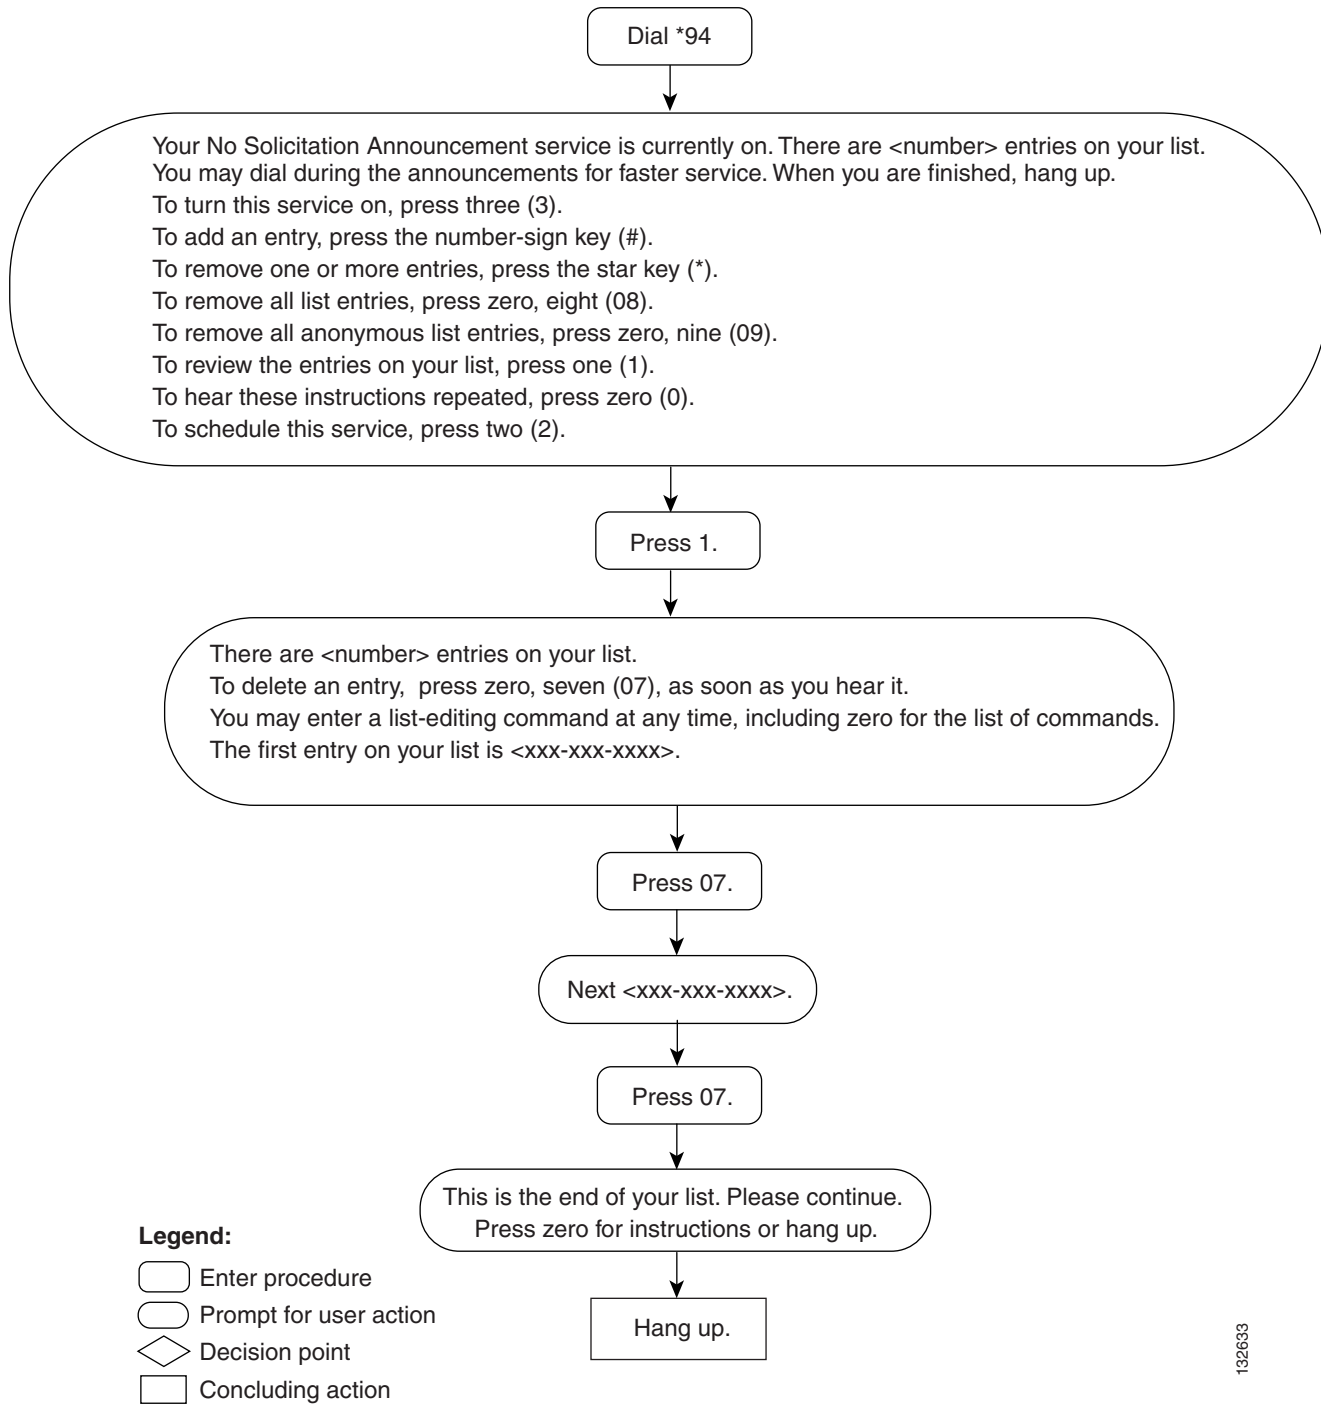 Dial *94
Your No Solicitation Announcement service is currently on. There are <number> entries on your list.
You may dial during the announcements for faster service. When you are finished, hang up.
To turn this service on, press three (3).
To add an entry, press the number-sign key (#).
To remove one or more entries, press the star key (*).
To remove all list entries, press zero, eight (08).
To remove all anonymous list entries, press zero, nine (09).
To review the entries on your list, press one (1).
To hear these instructions repeated, press zero (0).
To schedule this service, press two (2).
Press 1.
There are <number> entries on your list.
To delete an entry,  press zero, seven (07), as soon as you hear it.
You may enter a list-editing command at any time, including zero for the list of commands.
The first entry on your list is <xxx-xxx-xxxx>.
Press 07.
Next <xxx-xxx-xxxx>.
Press 07.
This is the end of your list. Please continue.
Press zero for instructions or hang up.
Hang up.
Legend:
Enter procedure
Prompt for user action
Decision point
Concluding action
132633